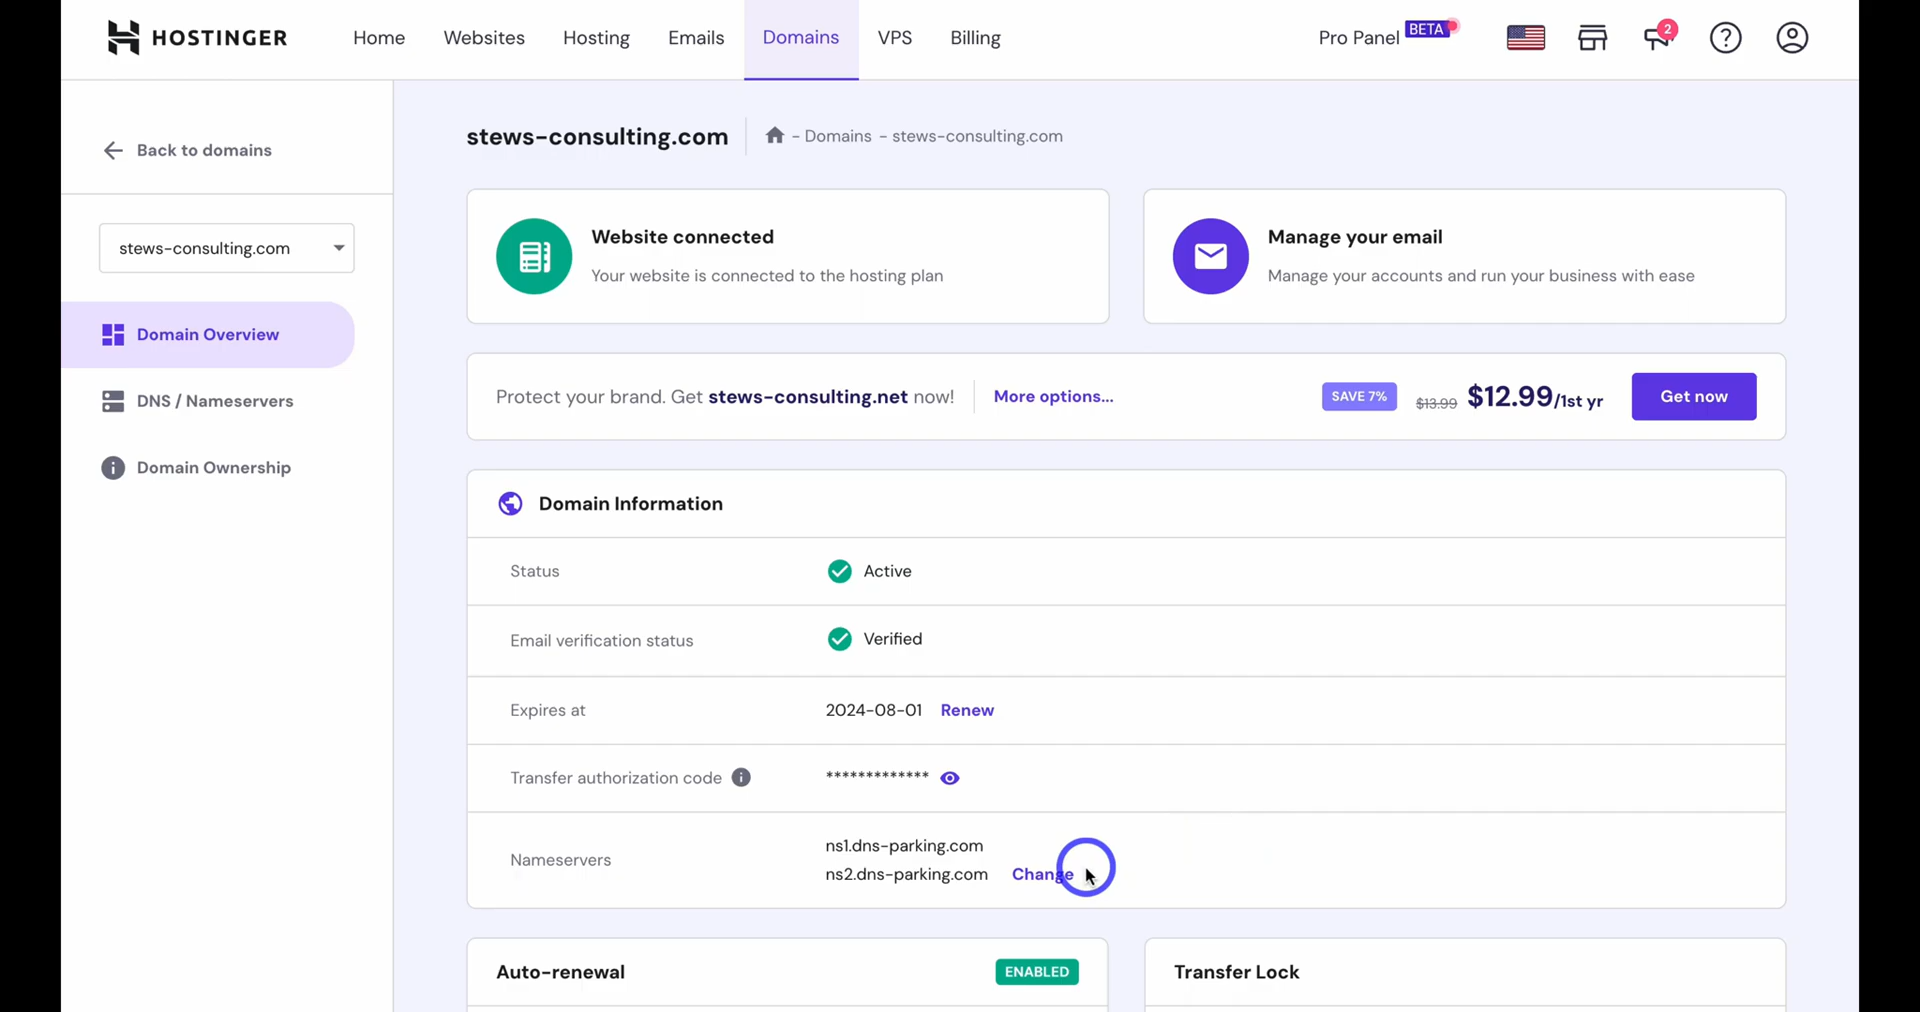 HOSTINGER
Home Websites Hosting Emails Domains VPS Billing
Pro Panel BETA
2
Back to domains
stews-consulting.com
Domain Overview
DNS / Nameservers
Domain Ownership
stews-consulting.com
- Domains - stews-consulting.com
Website connected
Your website is connected to the hosting plan
Manage your email
Manage your accounts and run your business with ease
Protect your brand. Get stews-consulting.net now! More options...
SAVE 7% $13.99 $12.99/1st yr Get now
Domain Information
Status Active
Email verification status Verified
Expires at 2024-08-01 Renew
Transfer authorization code *************
Nameservers
ns1.dns-parking.com
ns2.dns-parking.com Change
Auto-renewal ENABLED
Transfer Lock